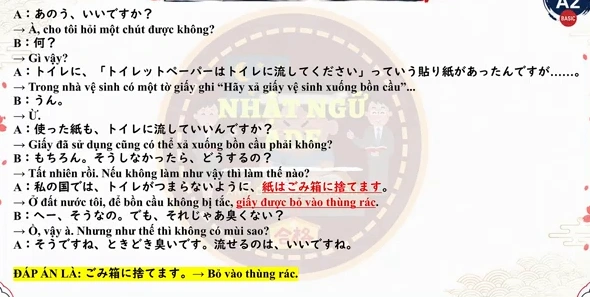 A2
BASIC
A：あのう、いいですか？
→ À, cho tôi hỏi một chút được không?
B：何？
→ Gì vậy?
A：トイレに、「トイレットペーパーはトイレに流してください」っていう貼り紙があったんですが……。
→ Trong nhà vệ sinh có một tờ giấy ghi “Hãy xả giấy vệ sinh xuống bồn cầu”...
B：うん。
→ Ừ.
A：使った紙も、トイレに流していいんですか？
→ Giấy đã sử dụng cũng có thể xả xuống bồn cầu phải không?
B：もちろん。そうしなかったら、どうするの？
→ Tất nhiên rồi. Nếu không làm như vậy thì làm thế nào?
A：私の国では、トイレがつまらないように、紙はごみ箱に捨てます。
→ Ở đất nước tôi, để bồn cầu không bị tắc, giấy được bỏ vào thùng rác.
B：へー、そうなの。でも、それじゃあ臭くない？
→ Ồ, vậy à. Nhưng như thế thì không có mùi sao?
A：そうですね、ときどき臭いです。流せるのは、いいですね。
ĐÁP ÁN LÀ: ごみ箱に捨てます。→ Bỏ vào thùng rác.
NHẬT NGỮ
合格